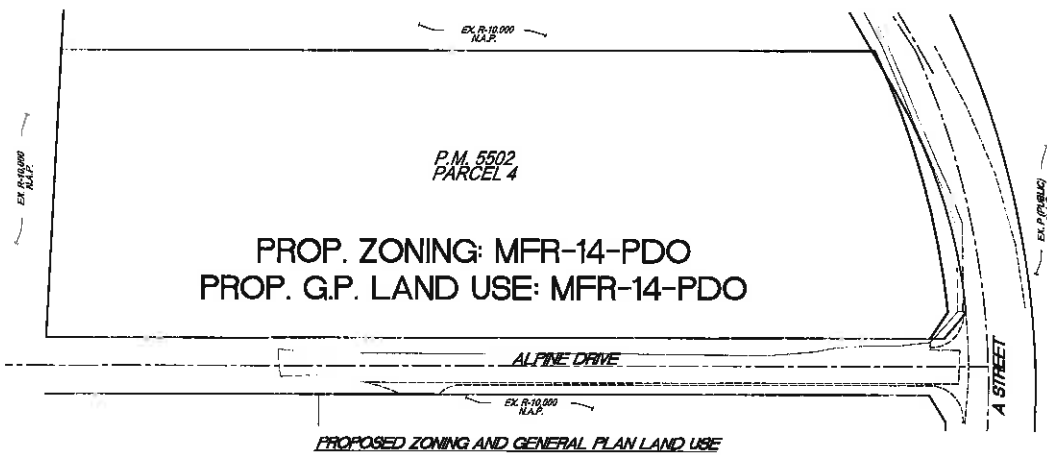 EX. R-10,000
N.A.P.
EX. R-10,000
N.A.P.
P.M. 5502
PARCEL 4
EX. P (PUBLIC)
PROP. ZONING: MFR-14-PDO
PROP. G.P. LAND USE: MFR-14-PDO
ALPINE DRIVE
A STREET
EX. R-10,000
N.A.P.
PROPOSED ZONING AND GENERAL PLAN LAND USE